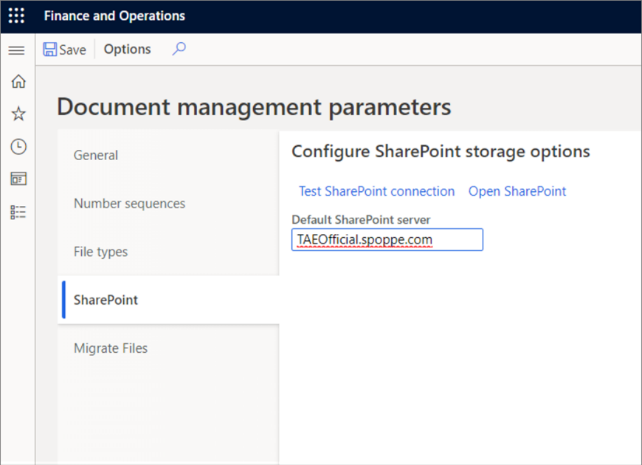 Finance and Operations
Save Options
Document management parameters
General
Number sequences
File types
SharePoint
Migrate Files
Configure SharePoint storage options
Test SharePoint connection Open SharePoint
Default SharePoint server
TAEOfficial.spoppe.com